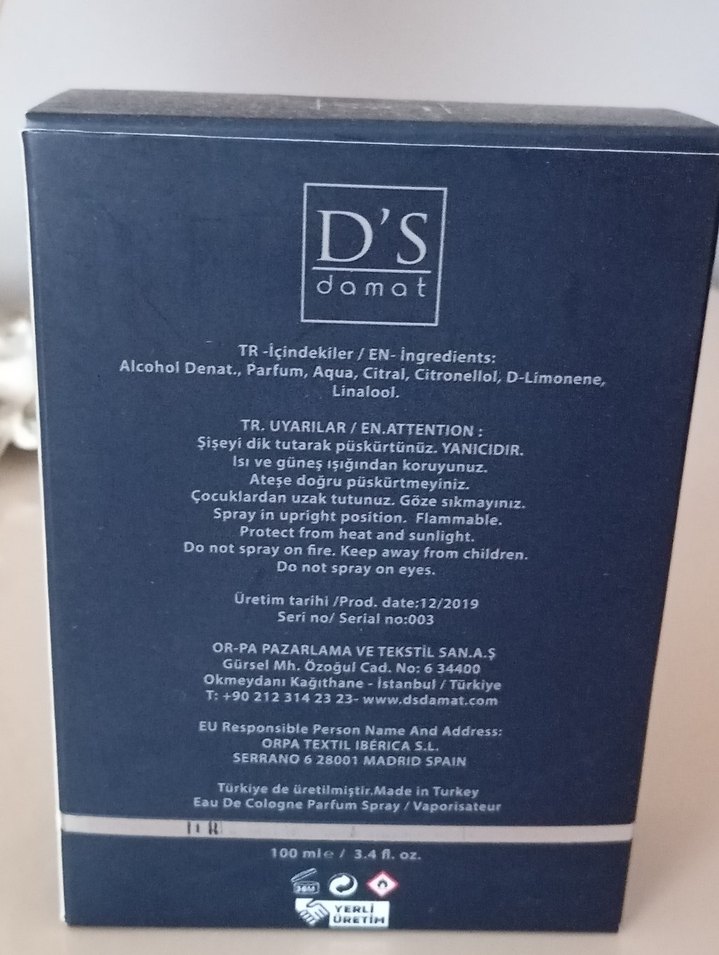 D'S
damat
TR -İçindekiler / EN- İngredients:
Alcohol Denat., Parfum, Aqua, Citral, Citronellol, D-Limonene,
Linalool.
TR. UYARILAR / EN.ATTENTION :
Şişeyi dik tutarak püskürtünüz. YANICIDIR.
Isı ve güneş ışığından koruyunuz.
Ateşe doğru püskürtmeyiniz.
Çocuklardan uzak tutunuz. Göze sıkmayınız.
Spray in upright position. Flammable.
Protect from heat and sunlight.
Do not spray on fire. Keep away from children.
Do not spray on eyes.
Üretim tarihi /Prod. date:12/2019
Seri no/ Serial no:003
OR-PA PAZARLAMA VE TEKSTİL SAN.A.Ş
Gürsel Mh. Özoğul Cad. No: 6 34400
Okmeydanı Kağıthane - İstanbul / Türkiye
T: +90 212 314 23 23- www.dsdamat.com
EU Responsible Person Name And Address:
ORPA TEXTIL IBÉRICA S.L.
SERRANO 6 28001 MADRID SPAIN
Türkiye de üretilmiştir.Made in Turkey
Eau De Cologne Parfum Spray / Vaporisateur
100 ml e / 3.4 fl. oz.
36M
YERLİ
ÜRETİM